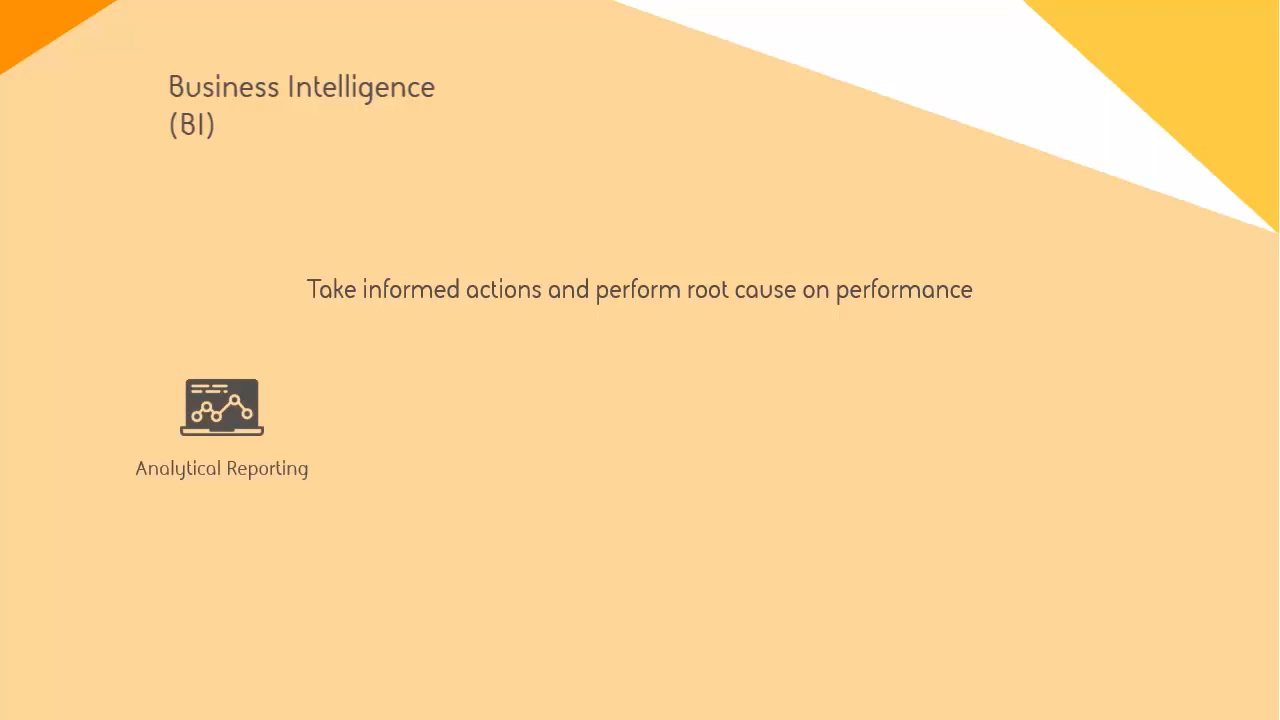 Business Intelligence
(BI)
Take informed actions and perform root cause on performance
Analytical Reporting